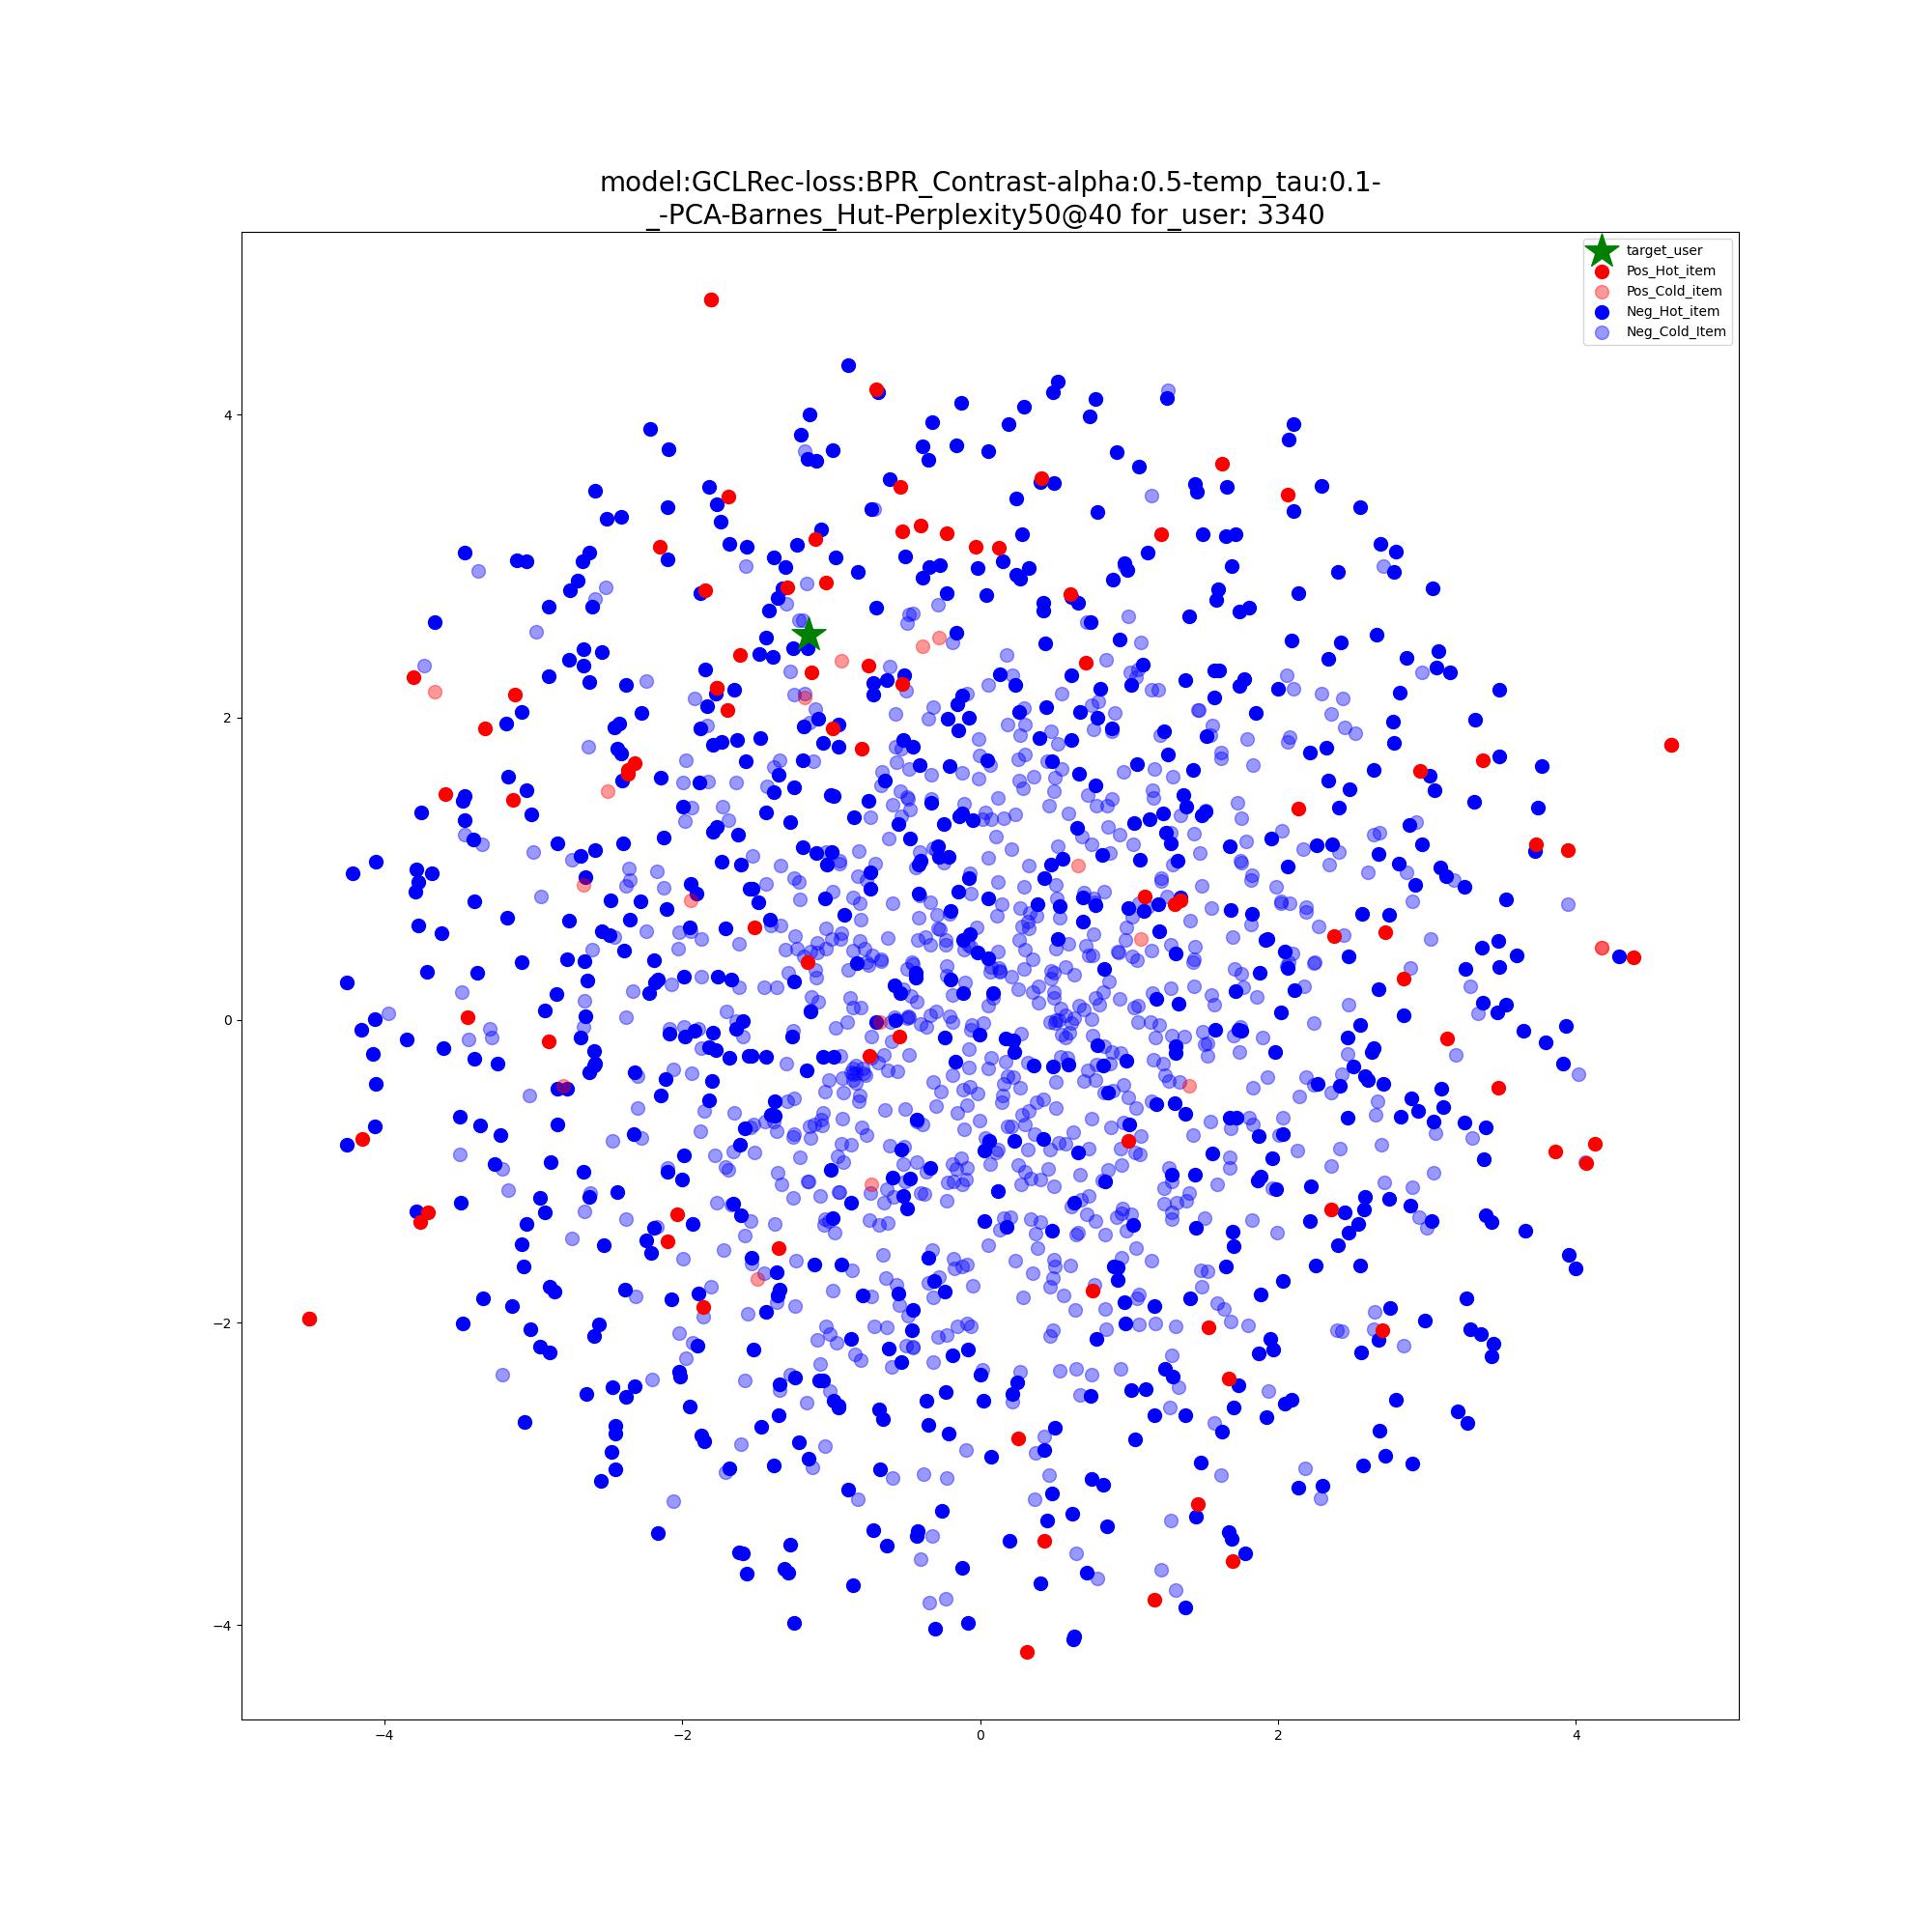 model:GCLRec-loss:BPR_Contrast-alpha:0.5-temp_tau:0.1-
_-PCA-Barnes_Hut-Perplexity50@40 for_user: 3340
target_user
Pos_Hot_item
Pos_Cold_item
Neg_Hot_item
Neg_Cold_Item
4
2
0
−2
−4
−4
−2
0
2
4